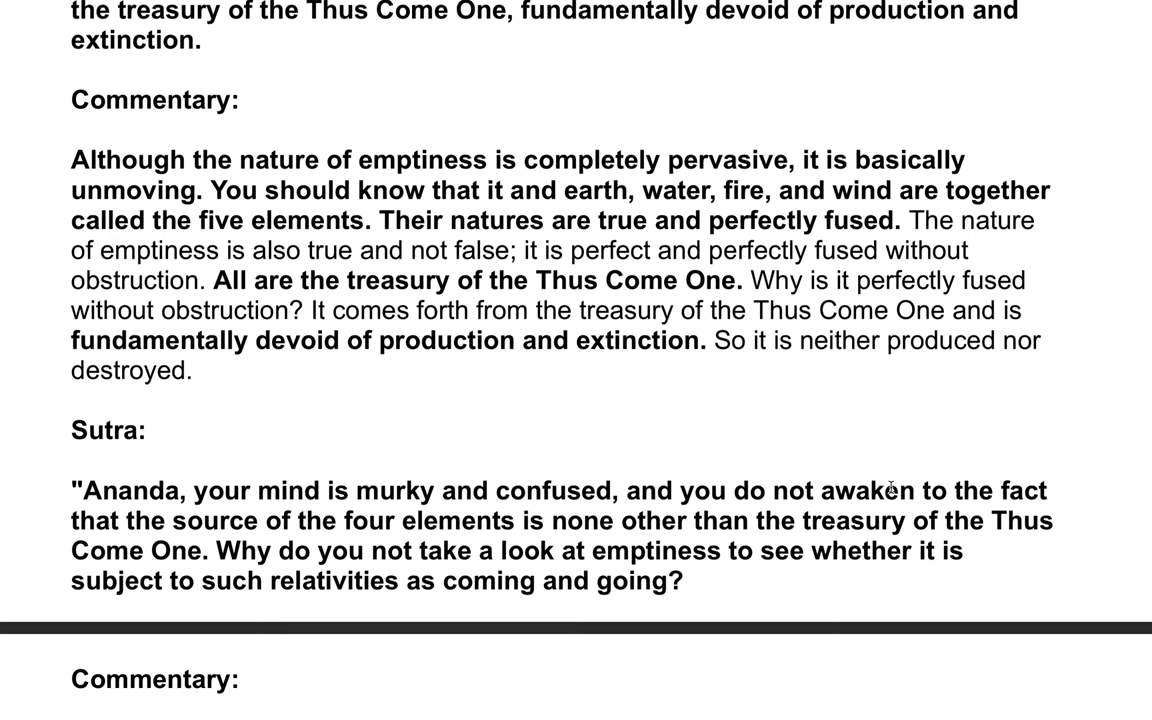 the treasury of the Thus Come One, fundamentally devoid of production and
extinction.
Commentary:
Although the nature of emptiness is completely pervasive, it is basically
unmoving. You should know that it and earth, water, fire, and wind are together
called the five elements. Their natures are true and perfectly fused. The nature
of emptiness is also true and not false; it is perfect and perfectly fused without
obstruction. All are the treasury of the Thus Come One. Why is it perfectly fused
without obstruction? It comes forth from the treasury of the Thus Come One and is
fundamentally devoid of production and extinction. So it is neither produced nor
destroyed.
Sutra:
"Ananda, your mind is murky and confused, and you do not awaken to the fact
that the source of the four elements is none other than the treasury of the Thus
Come One. Why do you not take a look at emptiness to see whether it is
subject to such relativities as coming and going?
Commentary: